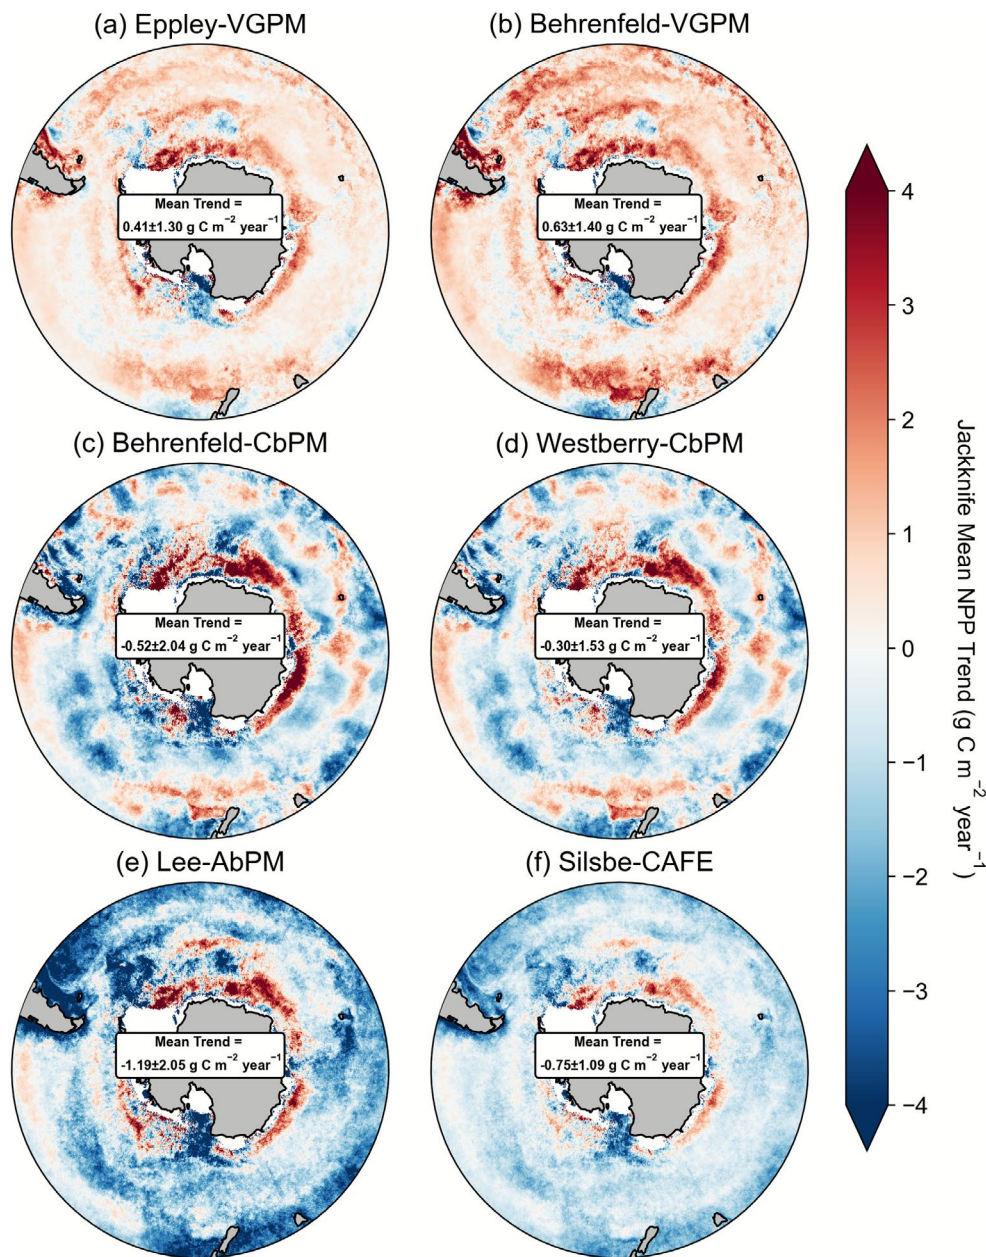 (a) Eppley-VGPM
(b) Behrenfeld-VGPM
Mean Trend =
0.41±1.30 g C m⁻² year⁻¹
Mean Trend =
0.63±1.40 g C m⁻² year⁻¹
(c) Behrenfeld-CbPM
(d) Westberry-CbPM
Mean Trend =
-0.52±2.04 g C m⁻² year⁻¹
Mean Trend =
-0.30±1.53 g C m⁻² year⁻¹
(e) Lee-AbPM
(f) Silsbe-CAFE
Mean Trend =
-1.19±2.05 g C m⁻² year⁻¹
Mean Trend =
-0.75±1.09 g C m⁻² year⁻¹
4
3
2
1
0
−1
−2
−3
−4
Jackknife Mean NPP Trend (g C m⁻² year⁻¹)